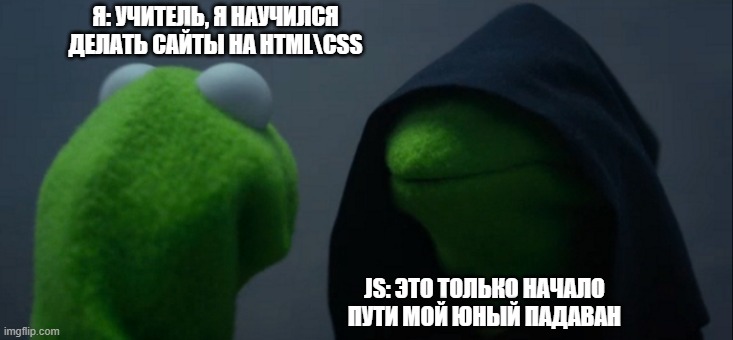 Я: УЧИТЕЛЬ, Я НАУЧИЛСЯ
ДЕЛАТЬ САЙТЫ НА HTML\CSS
JS: ЭТО ТОЛЬКО НАЧАЛО
ПУТИ МОЙ ЮНЫЙ ПАДАВАН
imgflip.com